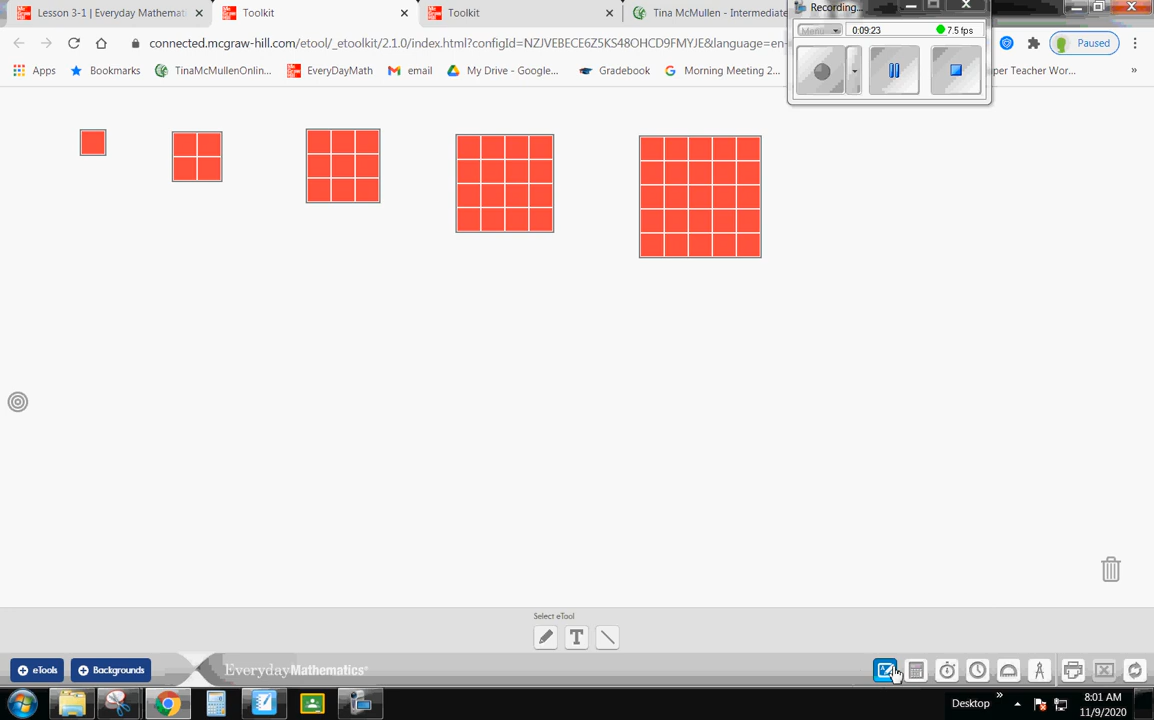 Lesson 3-1 | Everyday Mathemat
Toolkit
Toolkit
Tina McMullen - Intermediate
Recording...
Menu
0:09:23
7.5 fps
connected.mcgraw-hill.com/etool/_etoolkit/2.1.0/index.html?configId=NZJVEBECE6Z5KS48OHCD9FMYJE&language=en-
Paused
Apps
Bookmarks
TinaMcMullenOnlin...
EveryDayMath
email
My Drive - Google...
Gradebook
Morning Meeting 2...
per Teacher Wor...
»
Select eTool
T
eTools
Backgrounds
EverydayMathematics®
Desktop
»
8:01 AM
11/9/2020